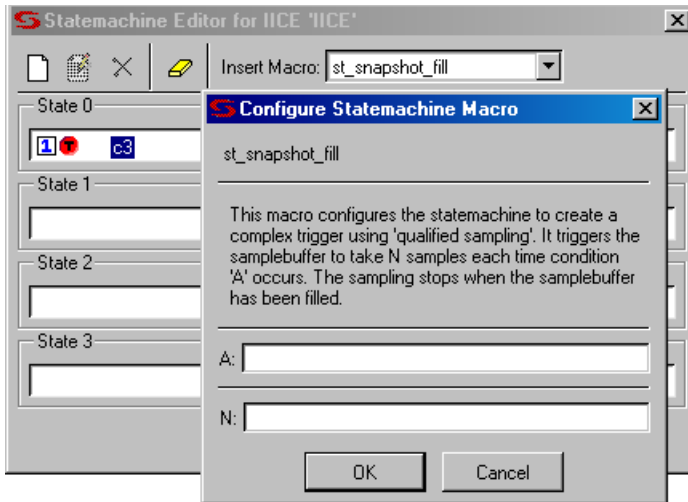 Statemachine Editor for IICE 'IICE'
Insert Macro: st_snapshot_fill
State 0
1 T c3
State 1
State 2
State 3
Configure Statemachine Macro
st_snapshot_fill
This macro configures the statemachine to create a
complex trigger using 'qualified sampling'. It triggers the
samplebuffer to take N samples each time condition
'A' occurs. The sampling stops when the samplebuffer
has been filled.
A:
N:
OK Cancel